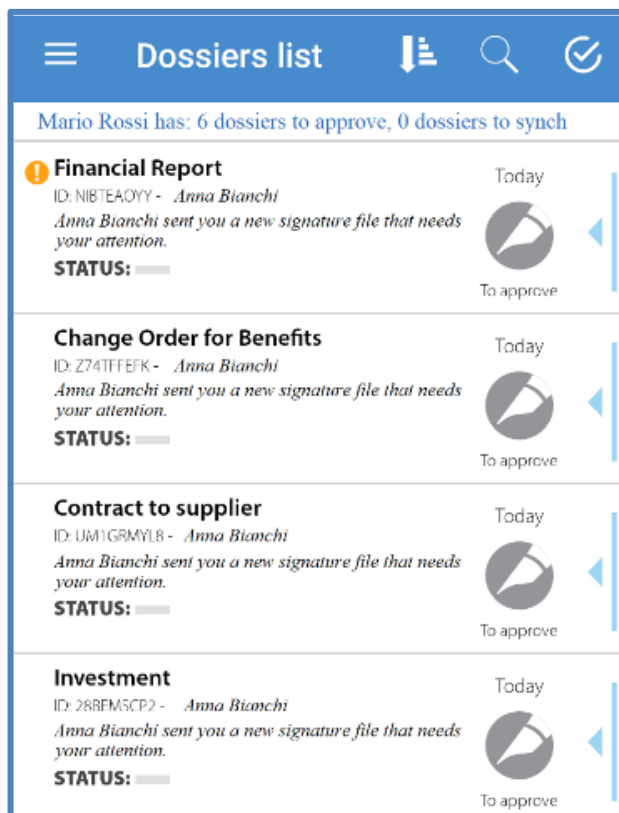 Dossiers list
Mario Rossi has: 6 dossiers to approve, 0 dossiers to synch
Financial Report
Today
ID: NIBTEAOYY - Anna Bianchi
Anna Bianchi sent you a new signature file that needs
your attention.
STATUS:
To approve
Change Order for Benefits
Today
ID: Z74TFFEFK - Anna Bianchi
Anna Bianchi sent you a new signature file that needs
your attention.
STATUS:
To approve
Contract to supplier
Today
ID: UM1GRMYL8 - Anna Bianchi
Anna Bianchi sent you a new signature file that needs
your attention.
STATUS:
To approve
Investment
Today
ID: 28BEMSCP2 - Anna Bianchi
Anna Bianchi sent you a new signature file that needs
your attention.
STATUS:
To approve